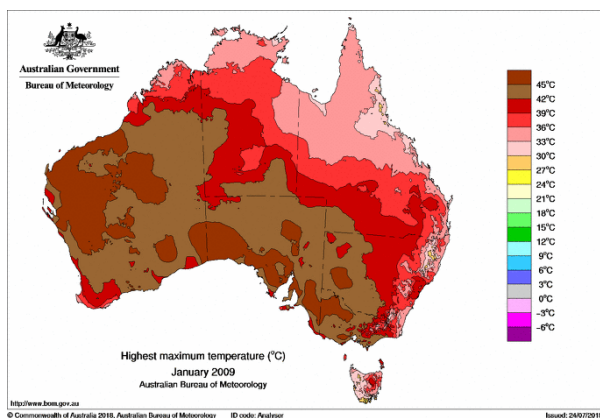 Australian Government
Bureau of Meteorology
45°C
42°C
39°C
36°C
33°C
30°C
27°C
24°C
21°C
18°C
15°C
12°C
9°C
6°C
3°C
0°C
-3°C
-6°C
Highest maximum temperature (°C)
January 2009
Australian Bureau of Meteorology
http://www.bom.gov.au
© Commonwealth of Australia 2018, Australian Bureau of Meteorology ID code: Analyser Issued: 24/07/2018